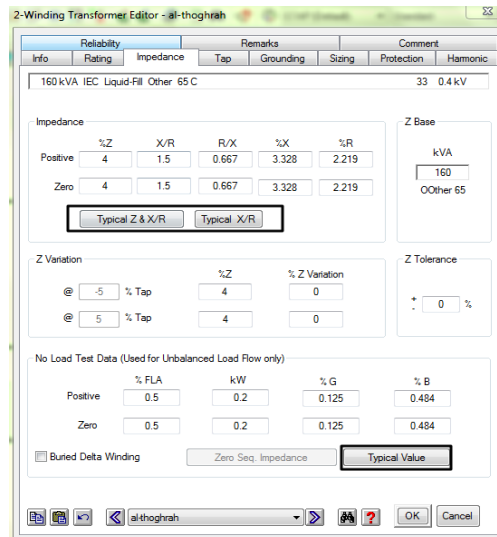 2-Winding Transformer Editor - al-thoghrah
Reliability Remarks Comment
Info Rating Impedance Tap Grounding Sizing Protection Harmonic
160 kVA IEC Liquid-Fill Other 65 C 33 0.4 kV
Impedance
%Z X/R R/X %X %R
Positive 4 1.5 0.667 3.328 2.219
Zero 4 1.5 0.667 3.328 2.219
Typical Z & X/R Typical X/R
Z Base
kVA
160
OOther 65
Z Variation
%Z % Z Variation
@ -5 % Tap 4 0
@ 5 % Tap 4 0
Z Tolerance
+ - 0 %
No Load Test Data (Used for Unbalanced Load Flow only)
% FLA kW % G % B
Positive 0.5 0.2 0.125 0.484
Zero 0.5 0.2 0.125 0.484
Buried Delta Winding Zero Seq. Impedance Typical Value
al-thoghrah ? OK Cancel